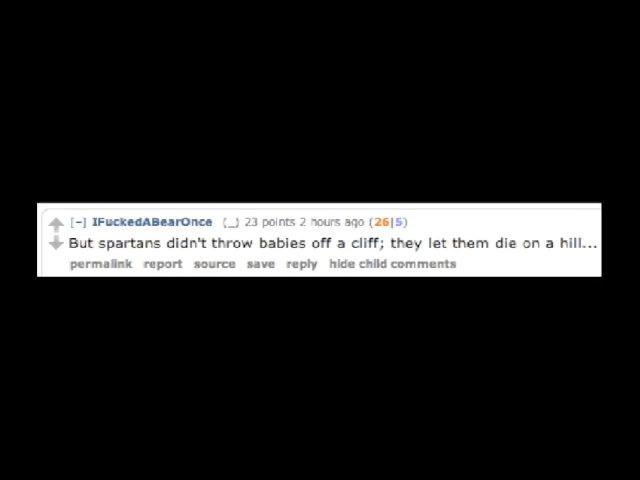 [-] IFuckedABearOnce (_) 23 points 2 hours ago (26|5)
But spartans didn't throw babies off a cliff; they let them die on a hill...
permalink report source save reply hide child comments